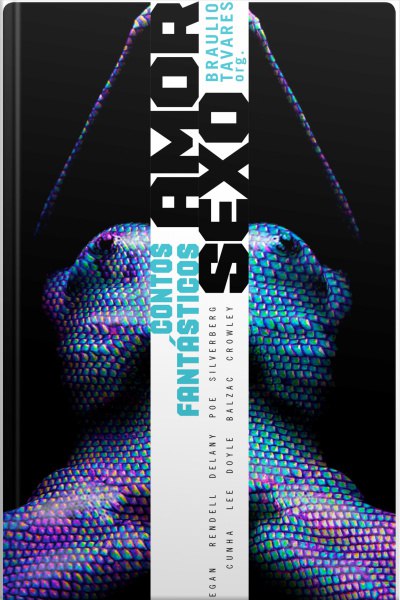 CONTOS
FANTÁSTICOS
AMOR
SEXO
BRAULIO
TAVARES
org.
EGAN RENDELL DELANY POE SILVERBERG
CUNHA LEE DOYLE BALZAC CROWLEY